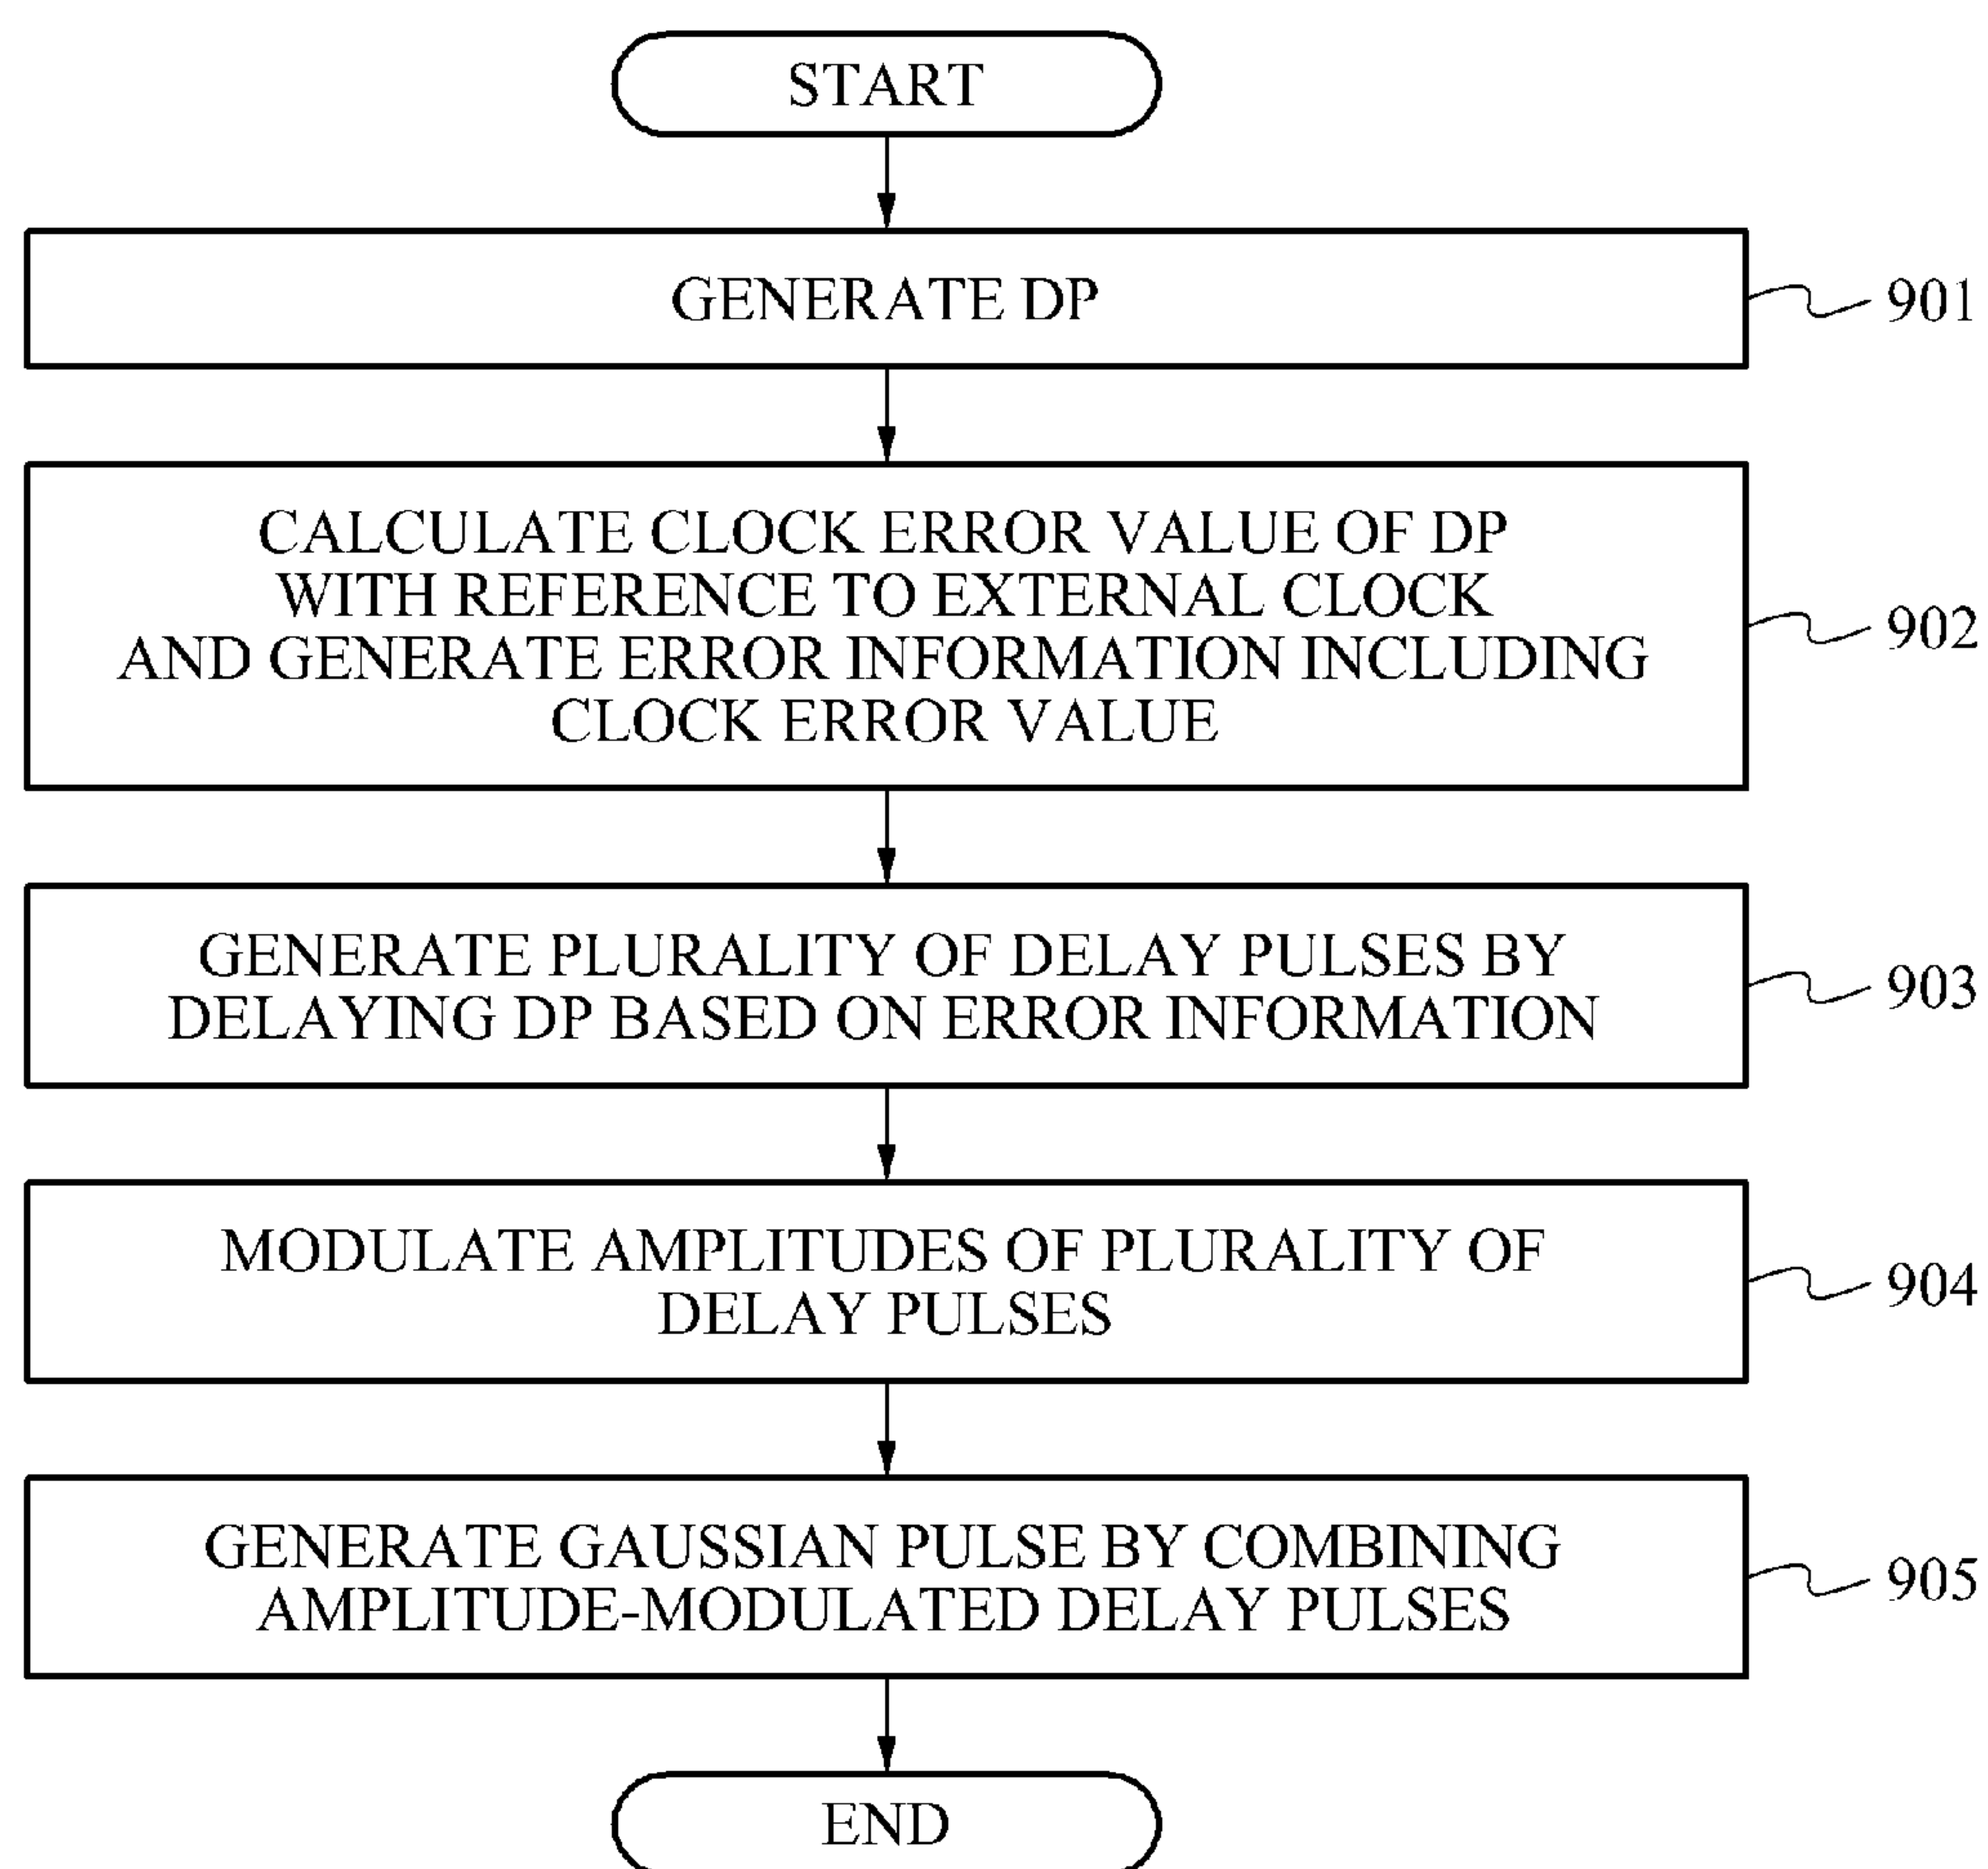 START
GENERATE DP
901
CALCULATE CLOCK ERROR VALUE OF DP
WITH REFERENCE TO EXTERNAL CLOCK
AND GENERATE ERROR INFORMATION INCLUDING
CLOCK ERROR VALUE
902
GENERATE PLURALITY OF DELAY PULSES BY
DELAYING DP BASED ON ERROR INFORMATION
903
MODULATE AMPLITUDES OF PLURALITY OF
DELAY PULSES
904
GENERATE GAUSSIAN PULSE BY COMBINING
AMPLITUDE-MODULATED DELAY PULSES
905
END